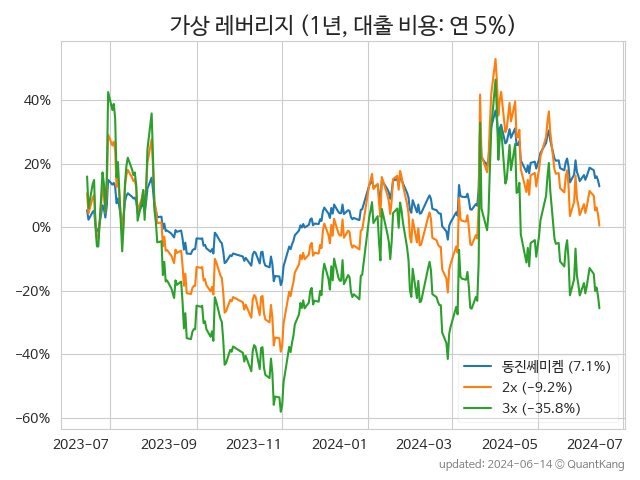 가상 레버리지 (1년, 대출 비용: 연 5%)
40%
20%
0%
−20%
−40%
−60%
동진쎄미켐 (7.1%)
2x (−9.2%)
3x (−35.8%)
2023-07 2023-09 2023-11 2024-01 2024-03 2024-05 2024-07
updated: 2024-06-14 © QuantKang